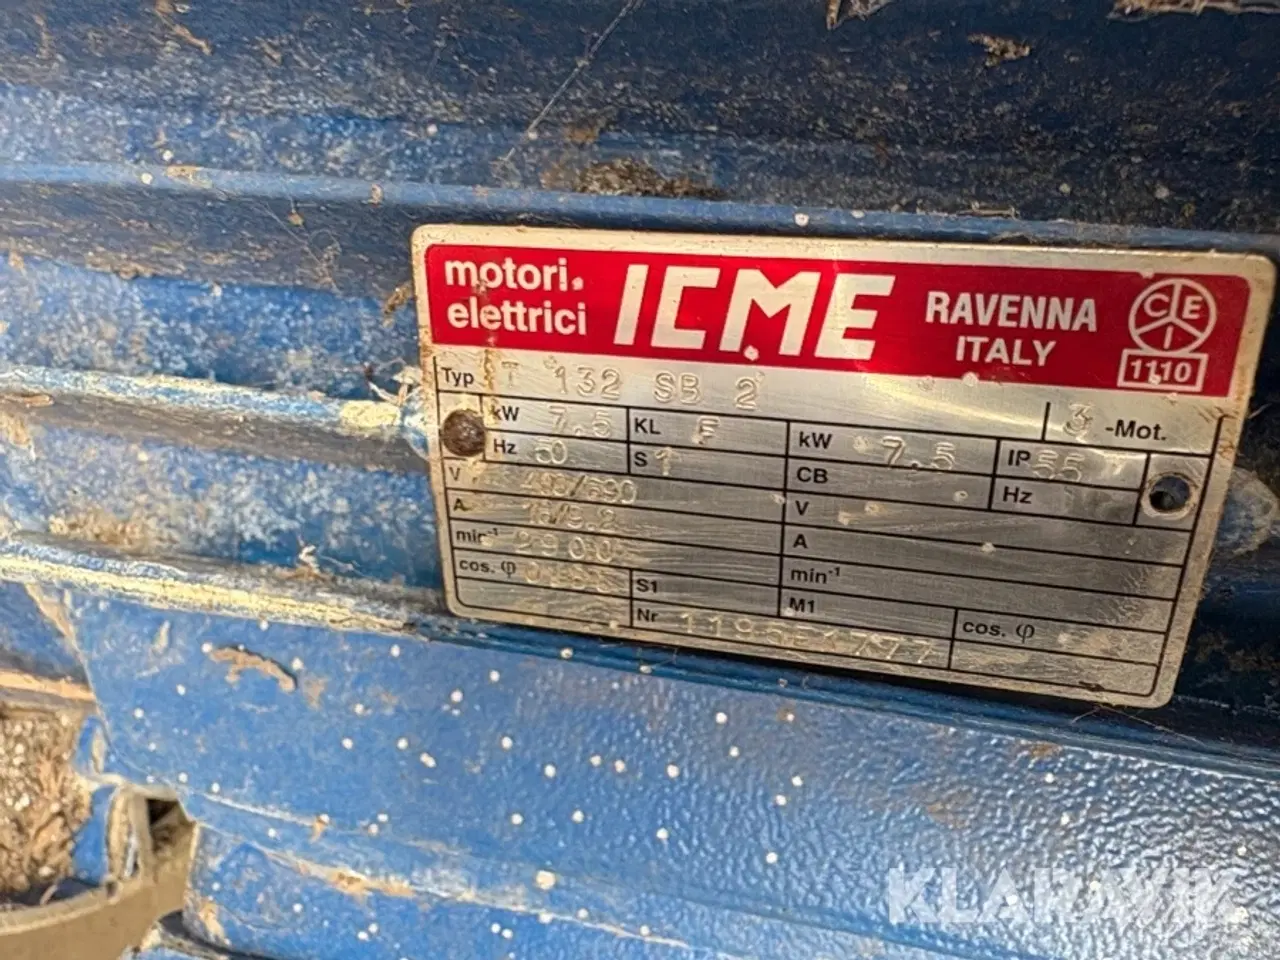 motori
elettrici
ICME
RAVENNA
ITALY
CEI
1110
Typ T 132 SB 2
3 -Mot.
kW 7.5 KL F kW 7.5 IP 55
Hz 50 S 1 CB Hz
V 400/690 V
A A
min-1 2900 min-1
cos. φ S1 M1
Nr cos. φ
KLARAVIK